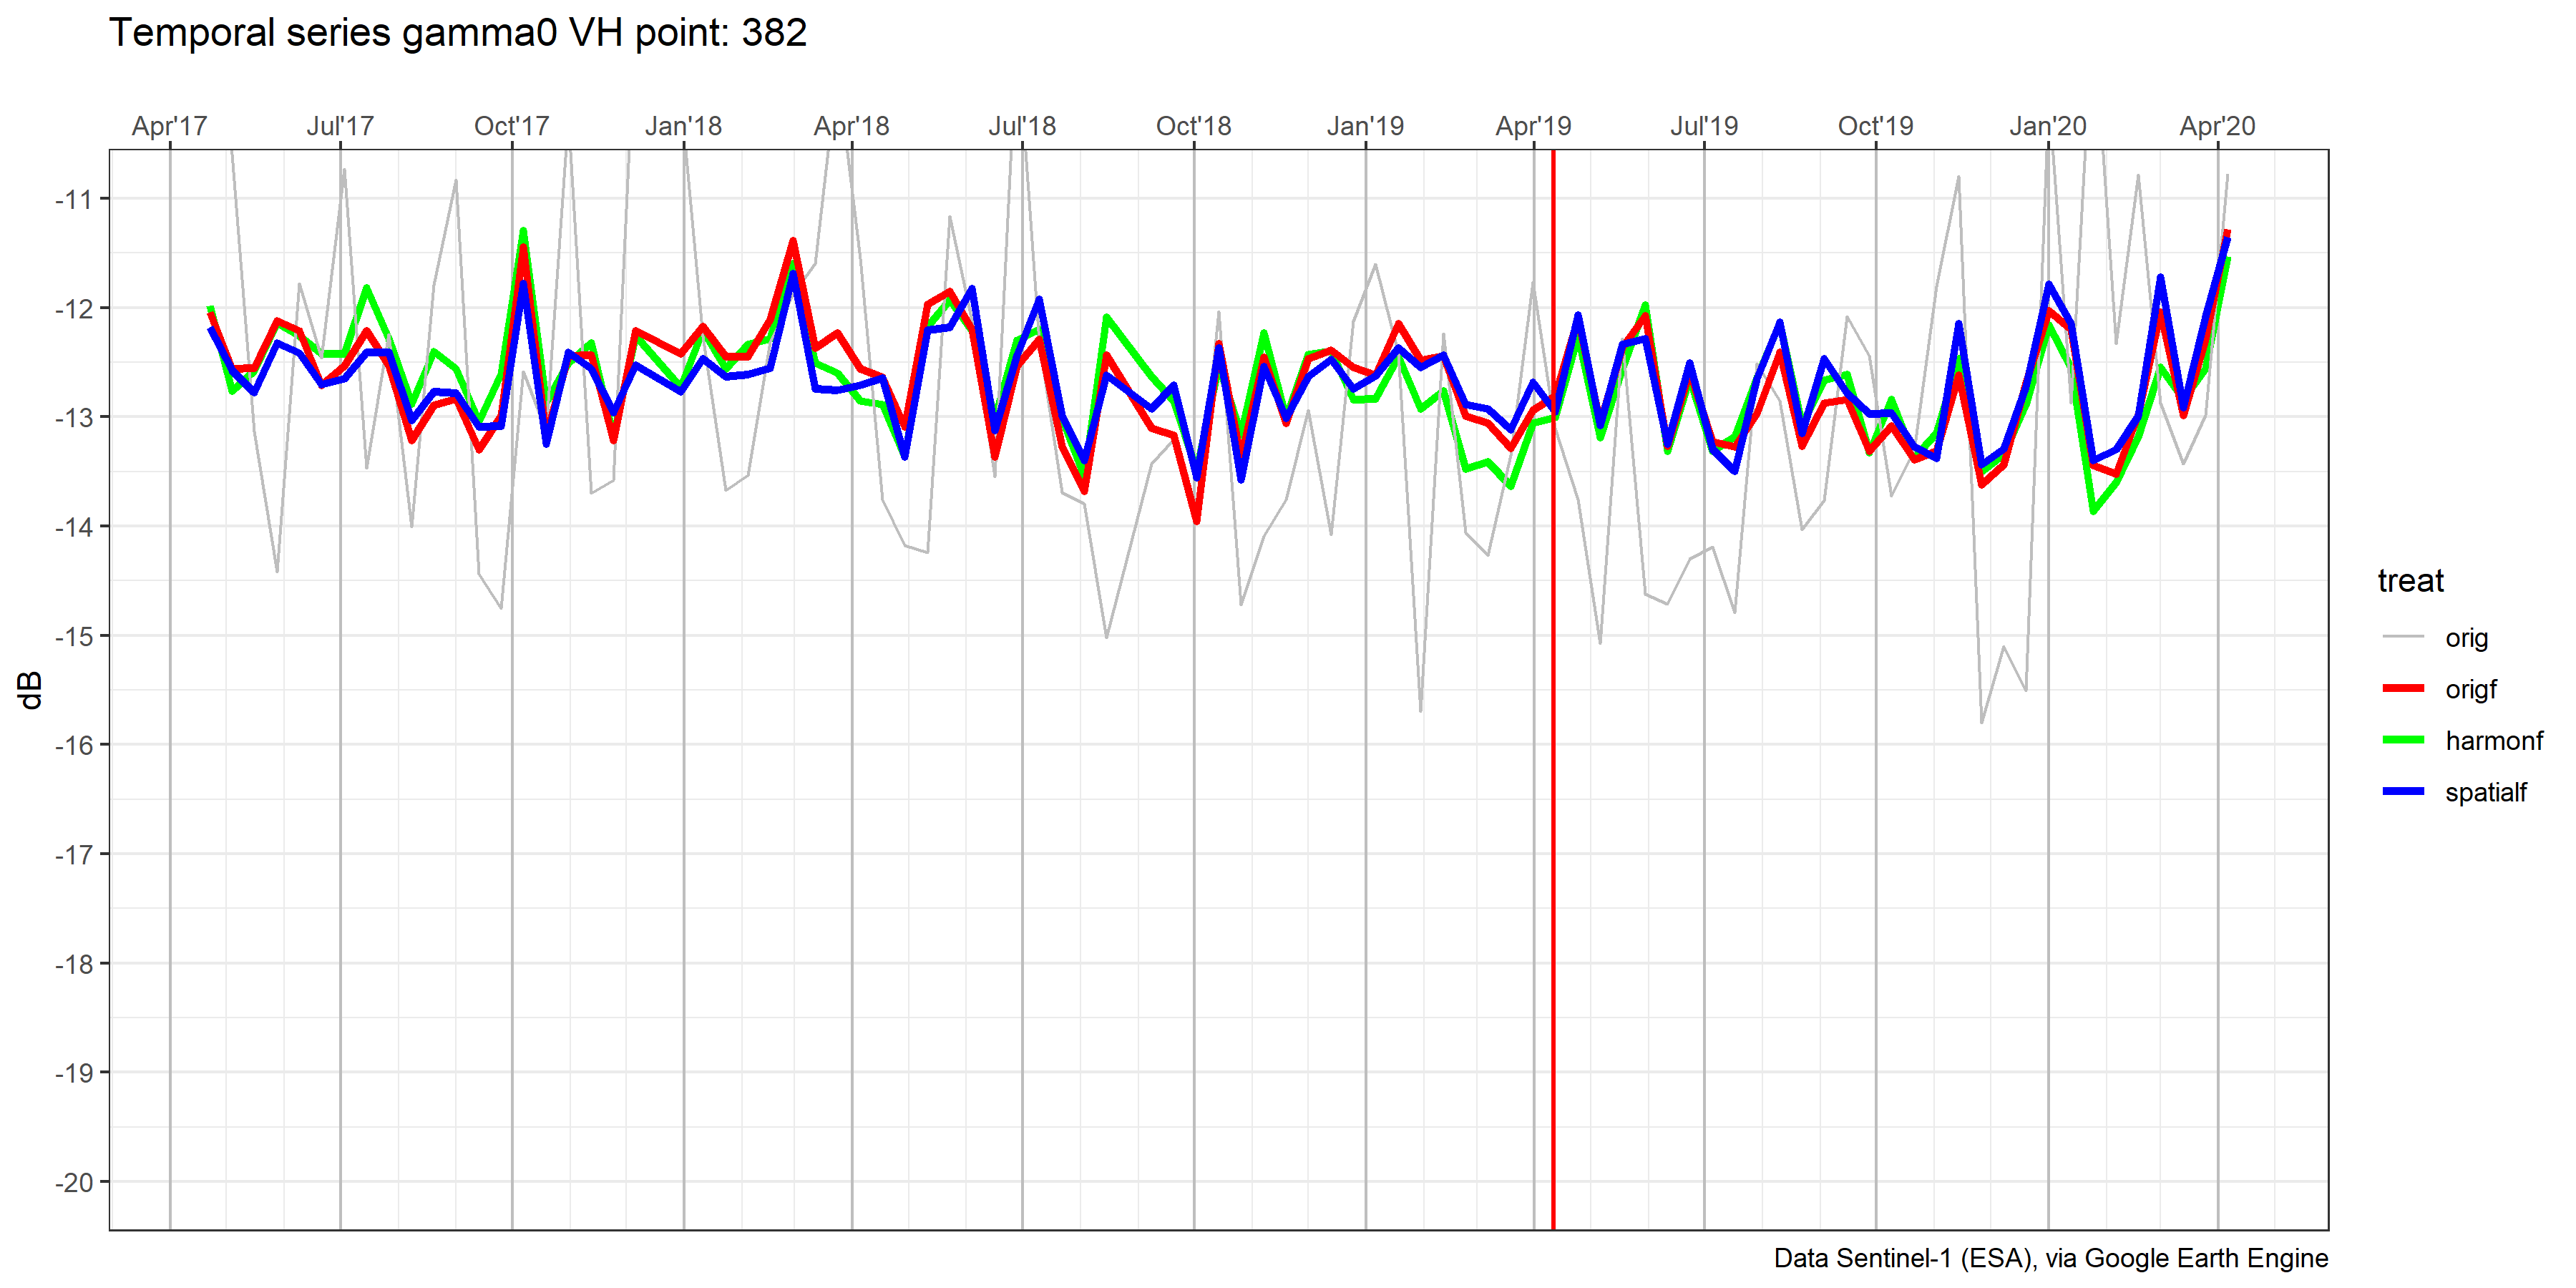 Temporal series gamma0 VH point: 382
Apr'17 Jul'17 Oct'17 Jan'18 Apr'18 Jul'18 Oct'18 Jan'19 Apr'19 Jul'19 Oct'19 Jan'20 Apr'20
-11
-12
-13
-14
-15
-16
-17
-18
-19
-20
dB
treat
orig
origf
harmonf
spatialf
Data Sentinel-1 (ESA), via Google Earth Engine